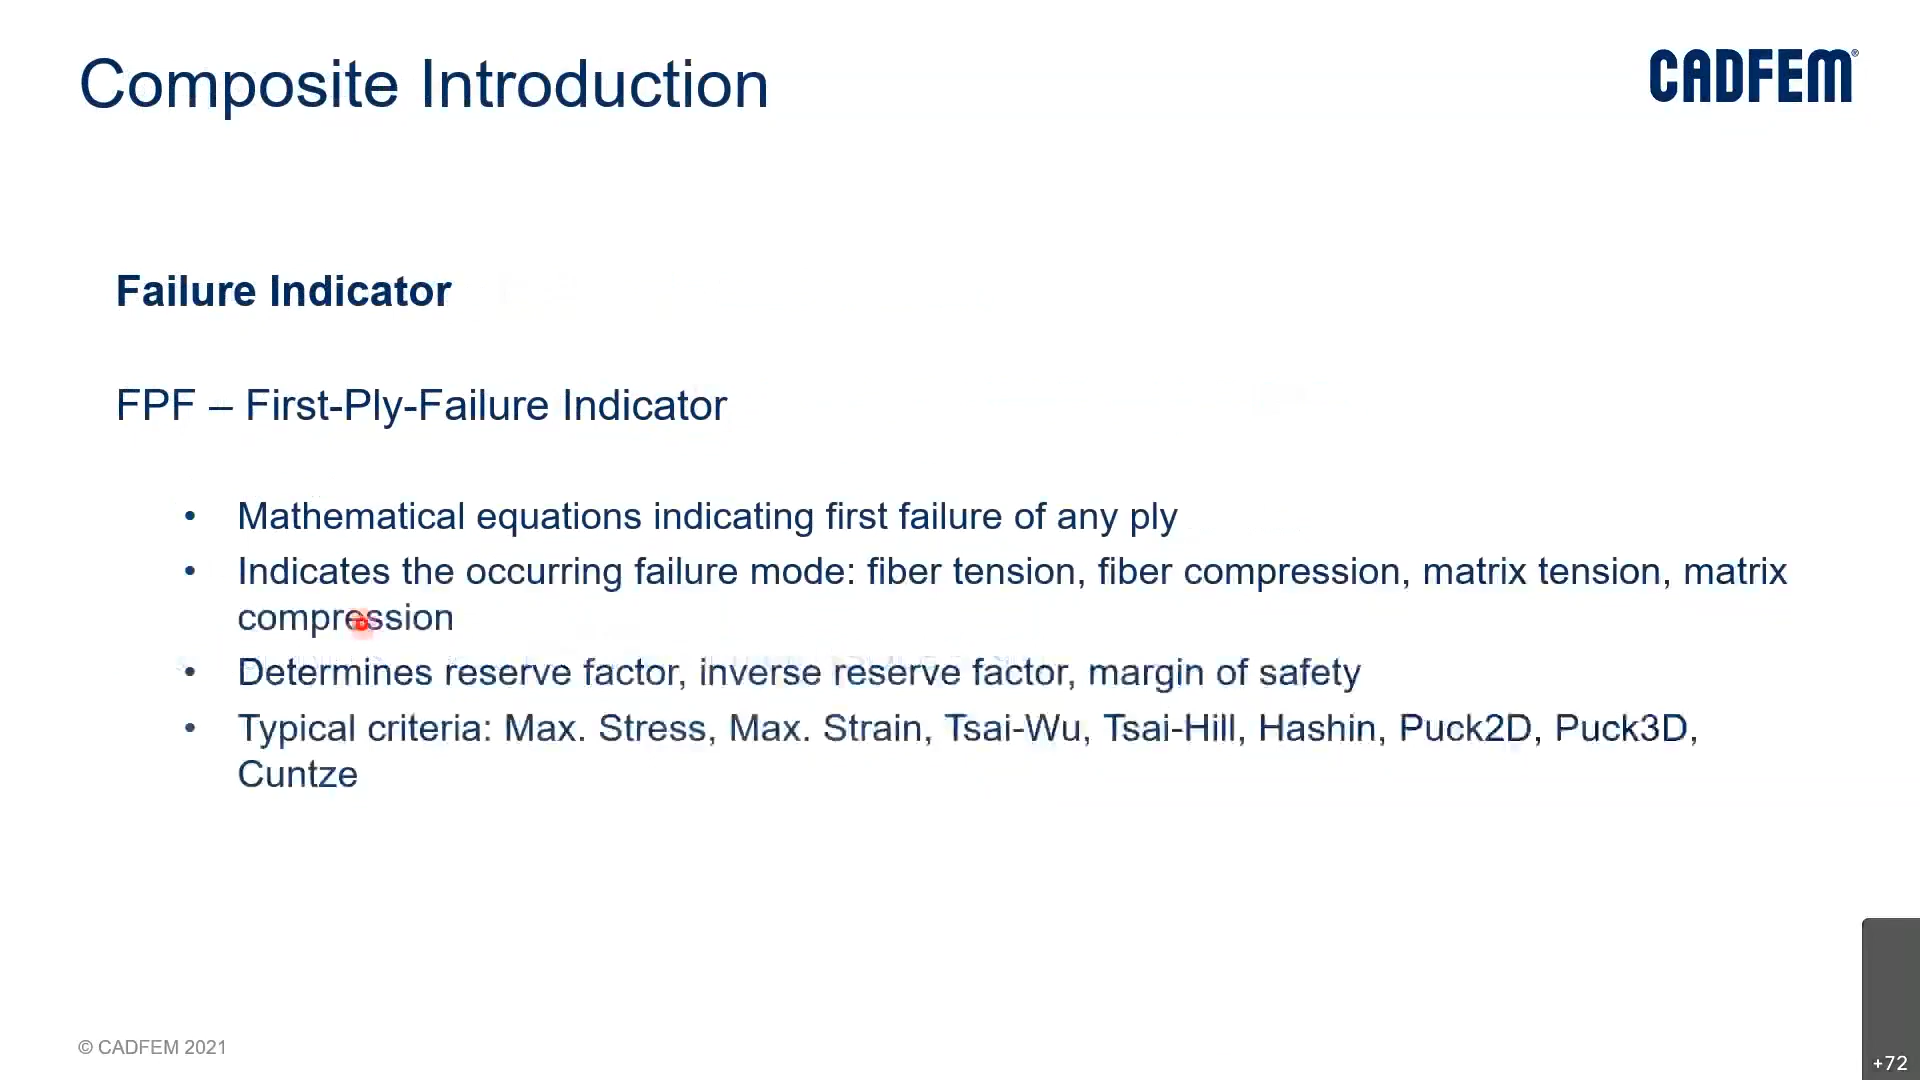 Composite Introduction
CADFEM®
Failure Indicator
FPF – First-Ply-Failure Indicator
• Mathematical equations indicating first failure of any ply
• Indicates the occurring failure mode: fiber tension, fiber compression, matrix tension, matrix
compression
• Determines reserve factor, inverse reserve factor, margin of safety
• Typical criteria: Max. Stress, Max. Strain, Tsai-Wu, Tsai-Hill, Hashin, Puck2D, Puck3D,
Cuntze
© CADFEM 2021
+72